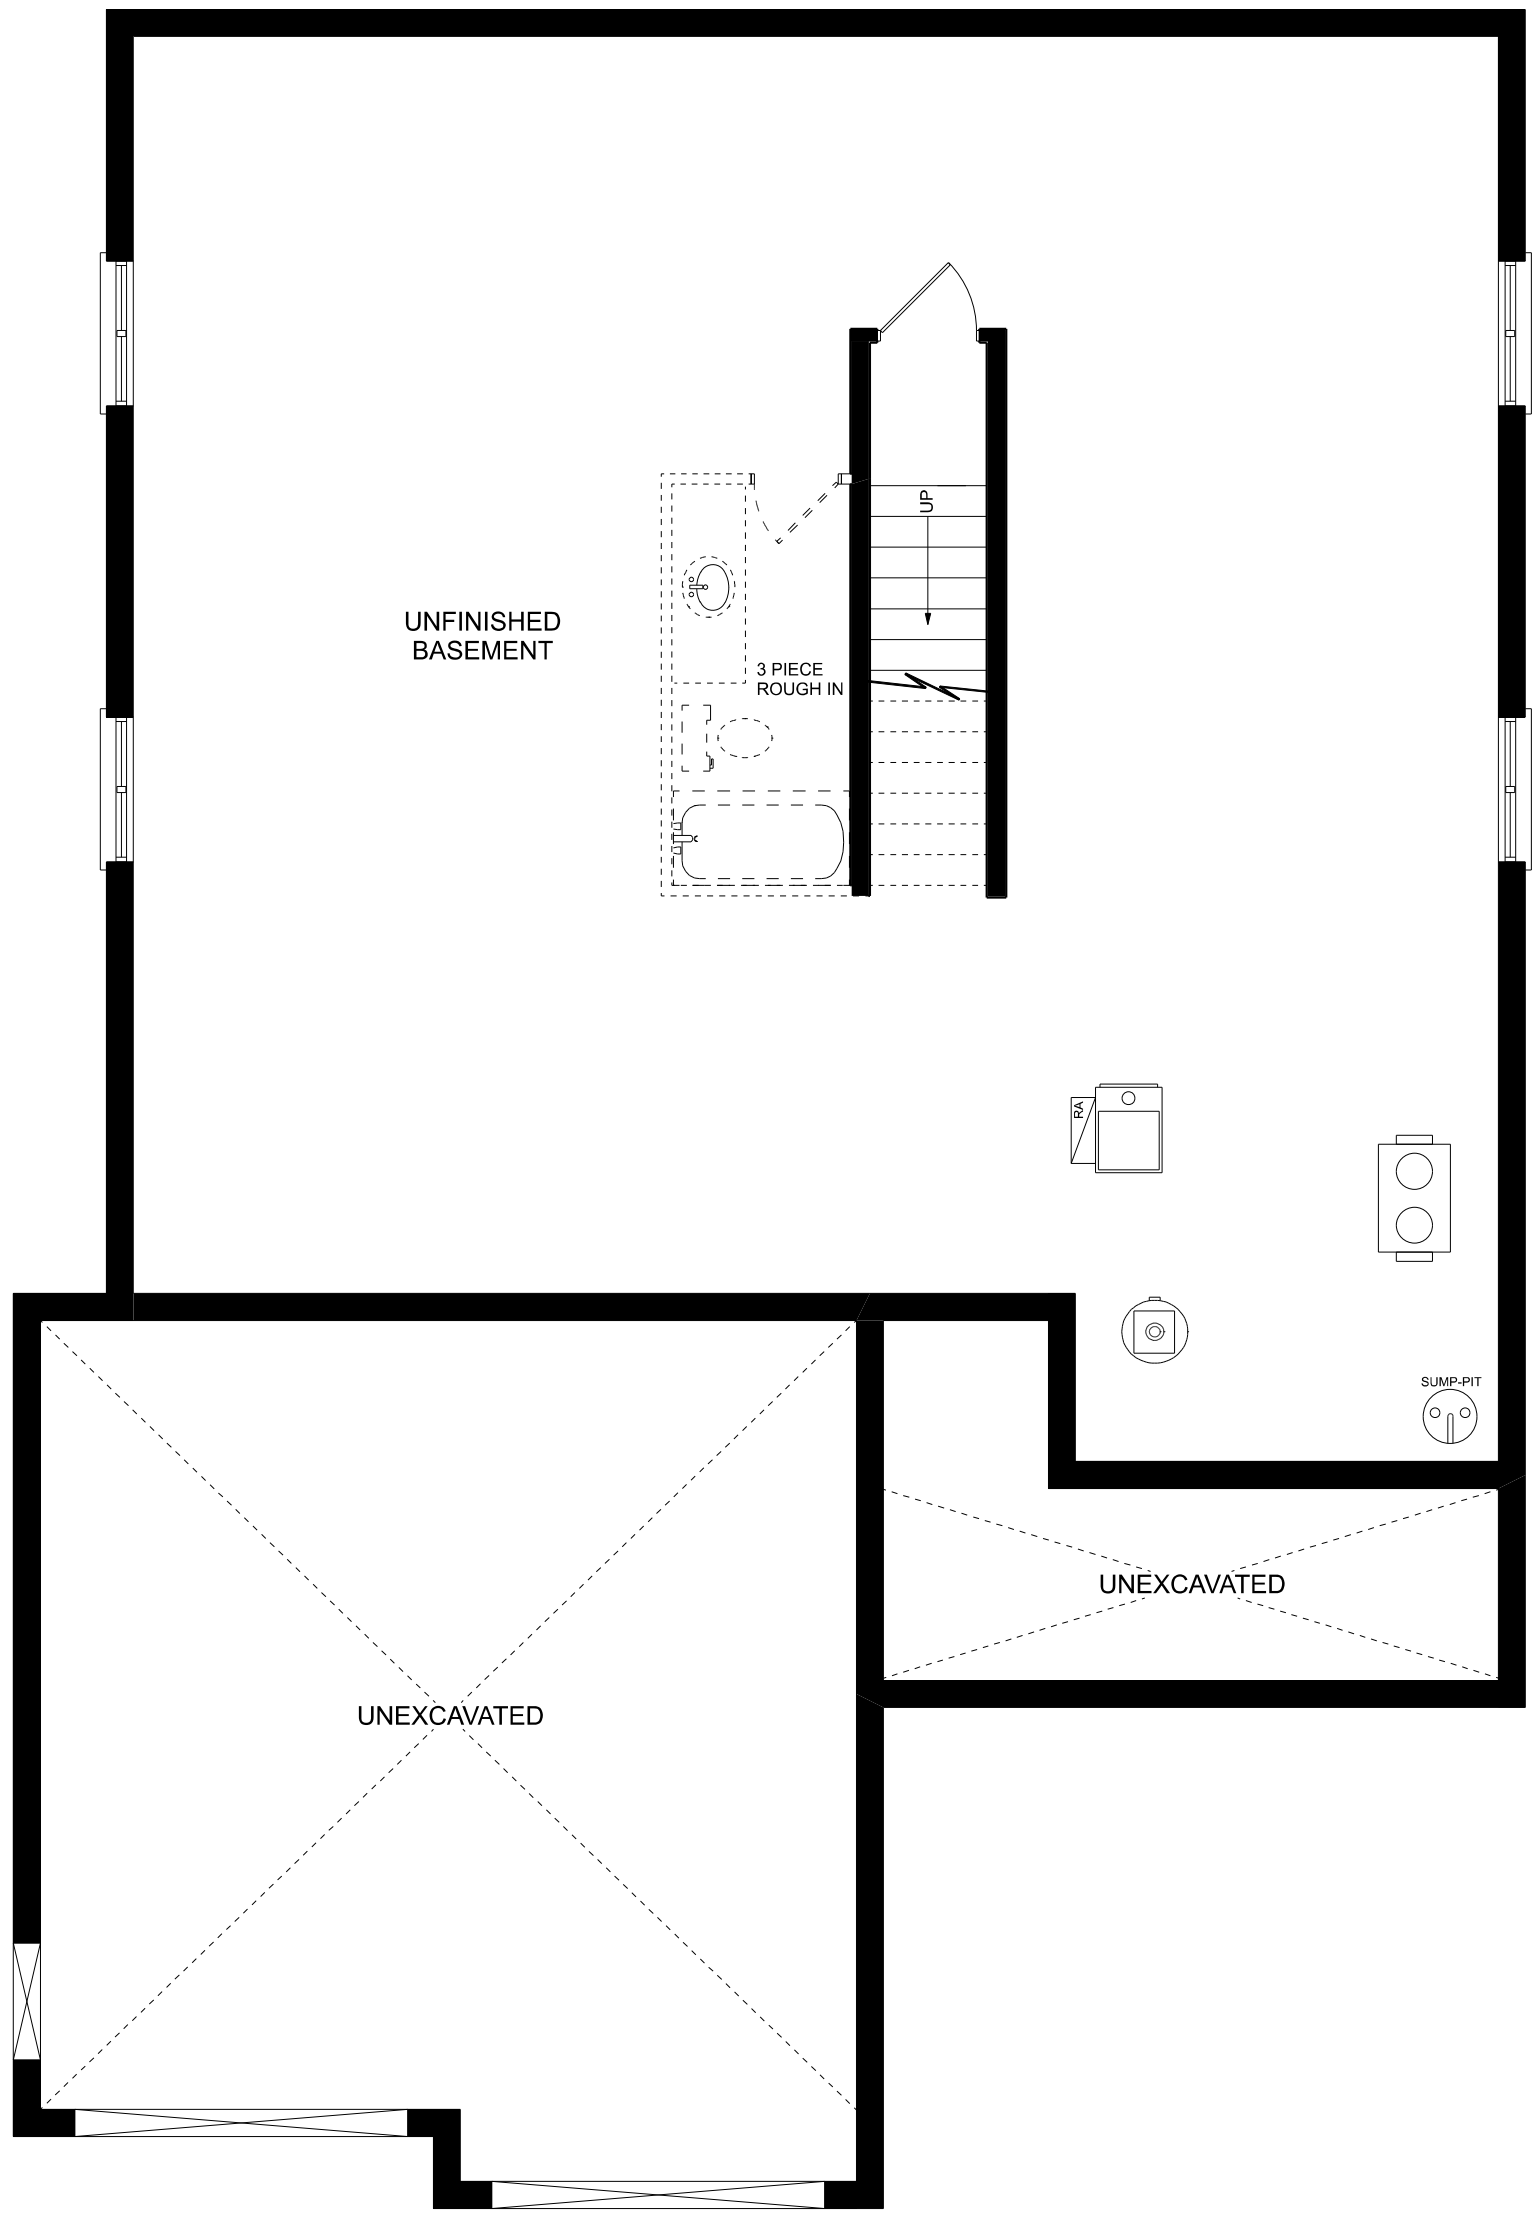 UP
UNFINISHED
BASEMENT
3 PIECE
ROUGH IN
RA
SUMP-PIT
UNEXCAVATED
UNEXCAVATED